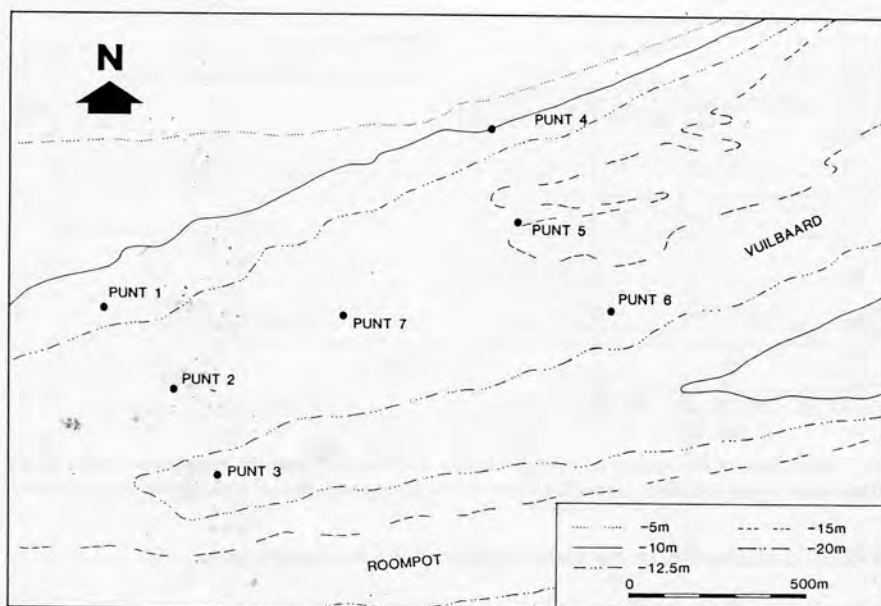 N
PUNT 4
PUNT 5
VUILBAARD
PUNT 1
PUNT 7
PUNT 6
PUNT 2
PUNT 3
ROOMPOT
-5m
-15m
-10m
-20m
-12.5m
0 500m